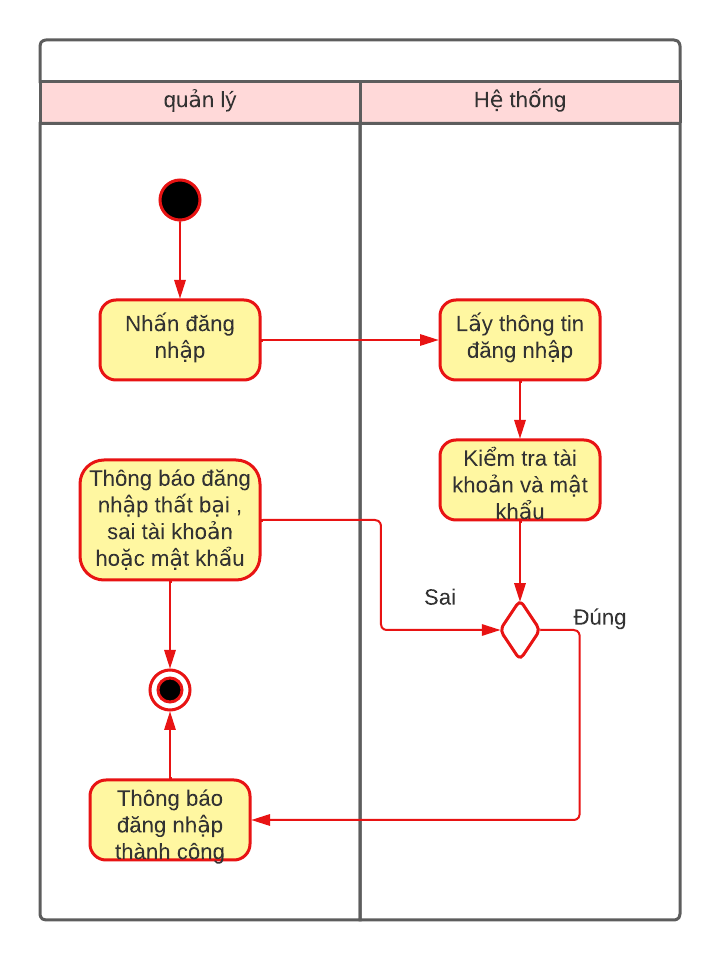 quản lý
Hệ thống
Nhấn đăng
nhập
Lấy thông tin
đăng nhập
Kiểm tra tài
khoản và mật
khẩu
Thông báo đăng
nhập thất bại ,
sai tài khoản
hoặc mật khẩu
Sai
Đúng
Thông báo
đăng nhập
thành công